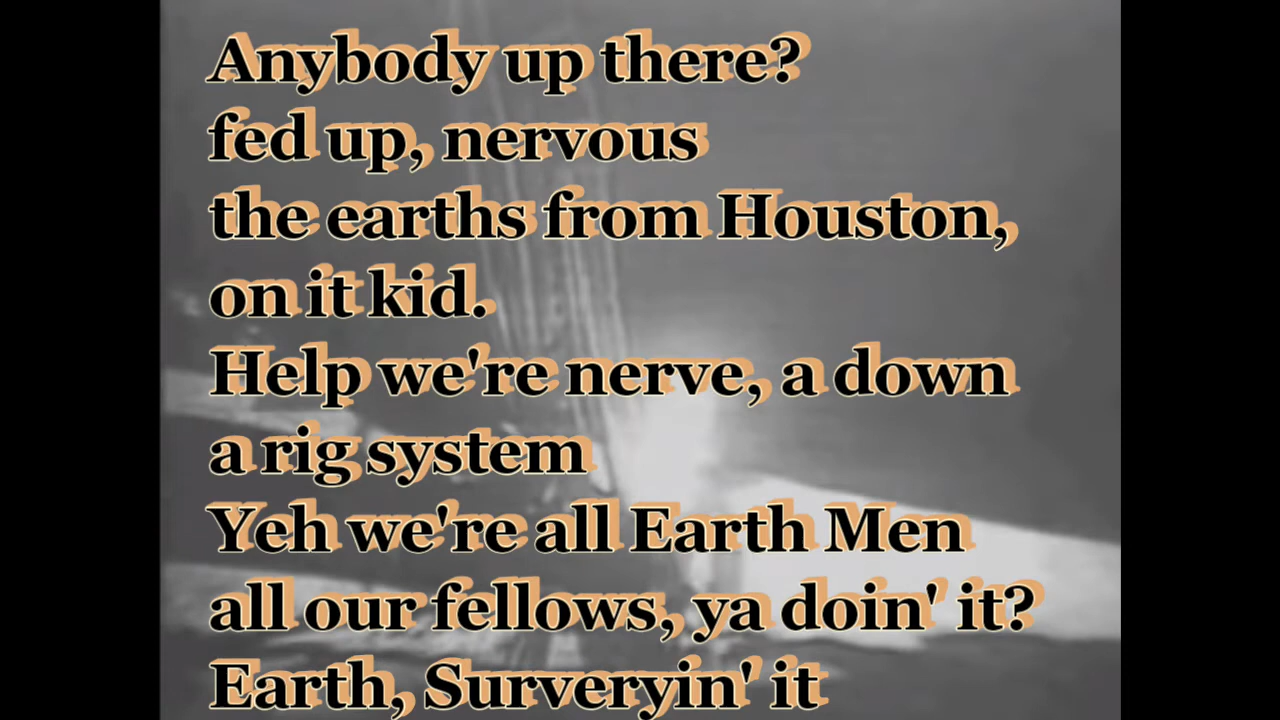 Anybody up there?
fed up, nervous
the earths from Houston,
on it kid.
Help we're nerve, a down
a rig system
Yeh we're all Earth Men
all our fellows, ya doin' it?
Earth, Surveryin' it